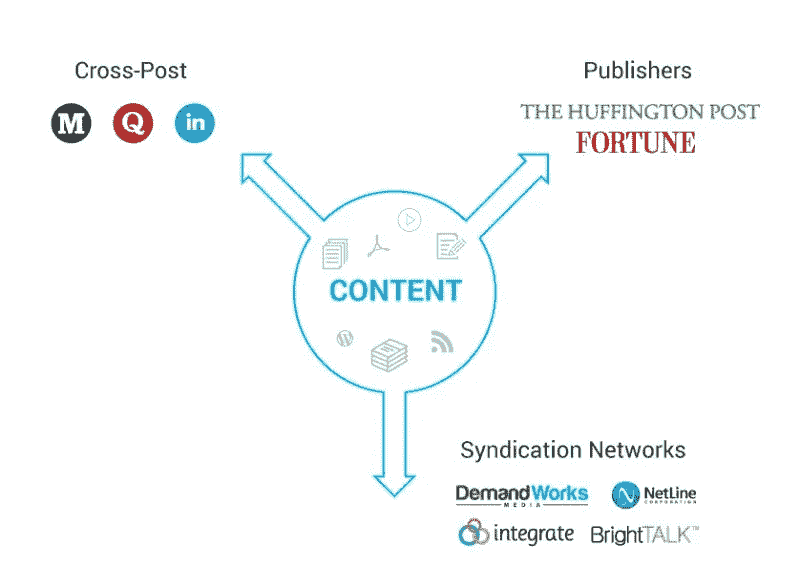 Cross-Post
M Q in
Publishers
THE HUFFINGTON POST
FORTUNE
CONTENT
Syndication Networks
DemandWorks
MEDIA
NetLine
CORPORATION
integrate
BrightTALK™